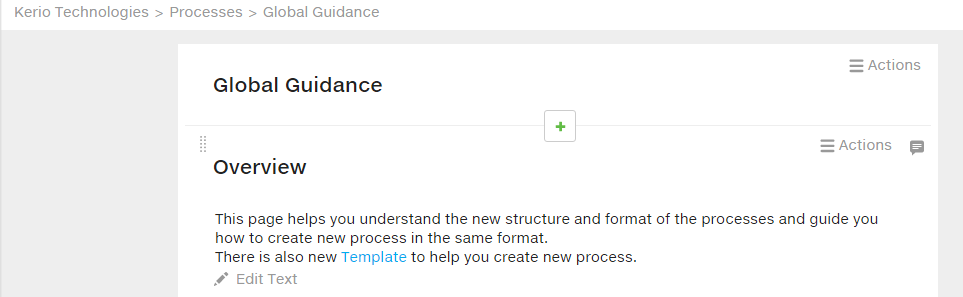 Kerio Technologies > Processes > Global Guidance
Actions
Global Guidance
Actions
Overview
This page helps you understand the new structure and format of the processes and guide you
how to create new process in the same format.
There is also new Template to help you create new process.
Edit Text